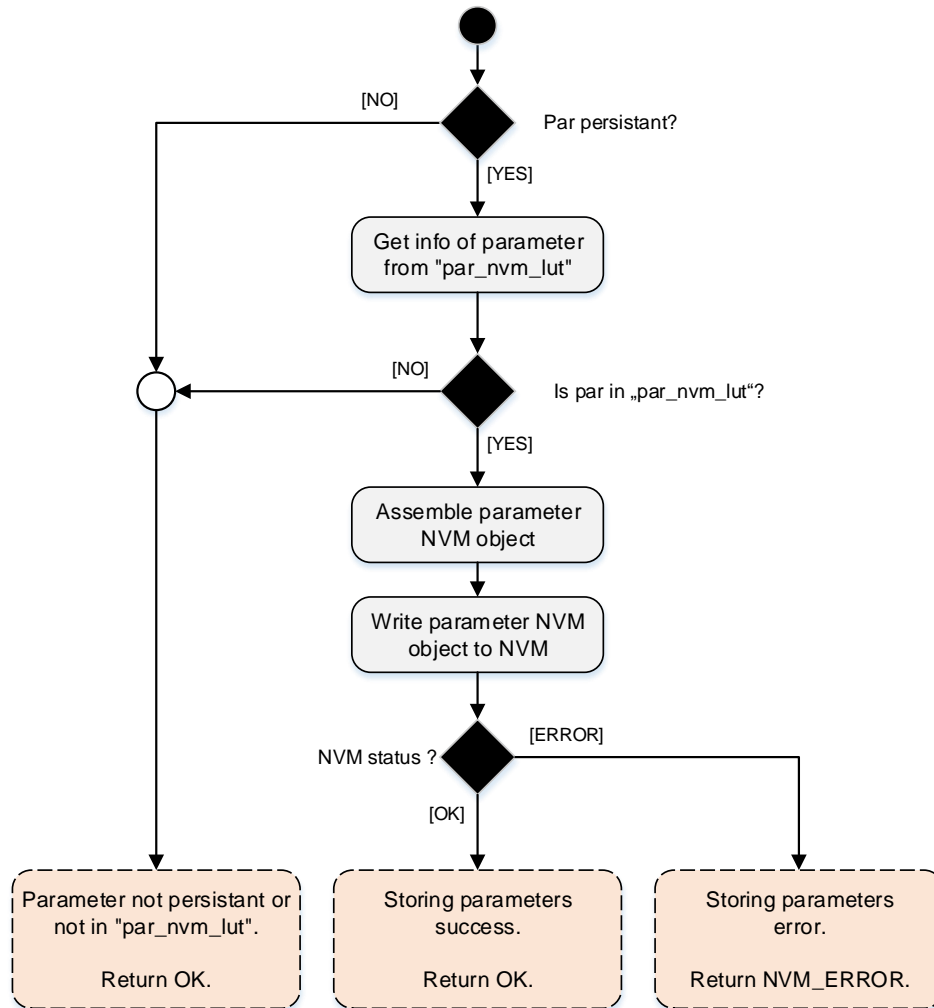 [NO]
Par persistant?
[YES]
Get info of parameter
from "par_nvm_lut"
[NO]
Is par in „par_nvm_lut“?
[YES]
Assemble parameter
NVM object
Write parameter NVM
object to NVM
[ERROR]
NVM status ?
[OK]
Parameter not persistant or
not in "par_nvm_lut".
Return OK.
Storing parameters
success.
Return OK.
Storing parameters
error.
Return NVM_ERROR.